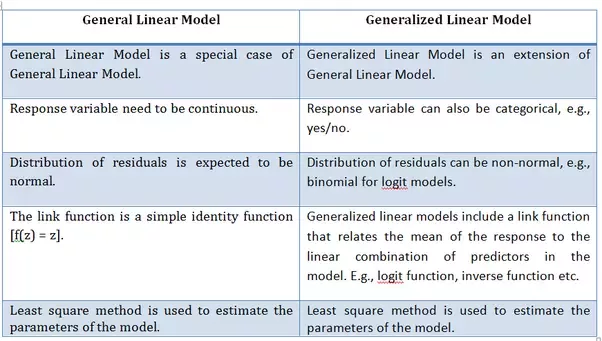 General Linear Model
Generalized Linear Model
General Linear Model is a special case of
General Linear Model.
Generalized Linear Model is an extension of
General Linear Model.
Response variable need to be continuous.
Response variable can also be categorical, e.g.,
yes/no.
Distribution of residuals is expected to be
normal.
Distribution of residuals can be non-normal, e.g.,
binomial for logit models.
The link function is a simple identity function
[f(z) = z].
Generalized linear models include a link function
that relates the mean of the response to the
linear combination of predictors in the
model. E.g., logit function, inverse function etc.
Least square method is used to estimate the
parameters of the model.
Least square method is used to estimate the
parameters of the model.